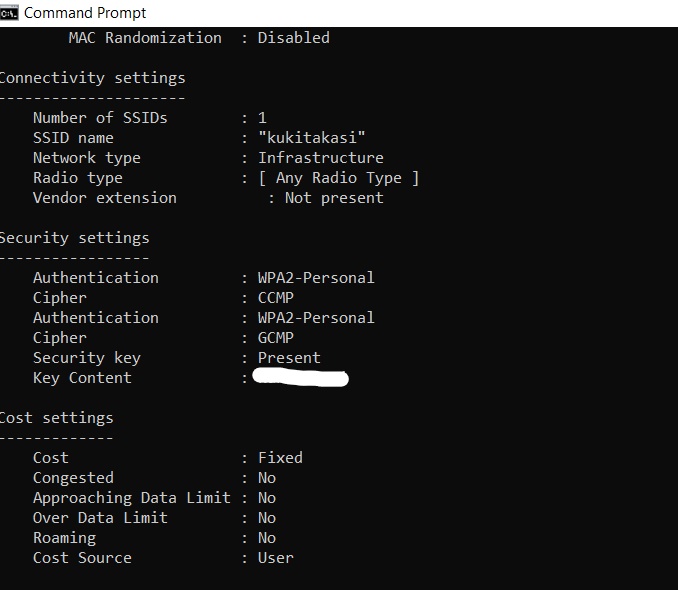 Command Prompt
MAC Randomization : Disabled
Connectivity settings
---------------------
Number of SSIDs : 1
SSID name : "kukitakasi"
Network type : Infrastructure
Radio type : [ Any Radio Type ]
Vendor extension : Not present
Security settings
-----------------
Authentication : WPA2-Personal
Cipher : CCMP
Authentication : WPA2-Personal
Cipher : GCMP
Security key : Present
Key Content :
Cost settings
-------------
Cost : Fixed
Congested : No
Approaching Data Limit : No
Over Data Limit : No
Roaming : No
Cost Source : User